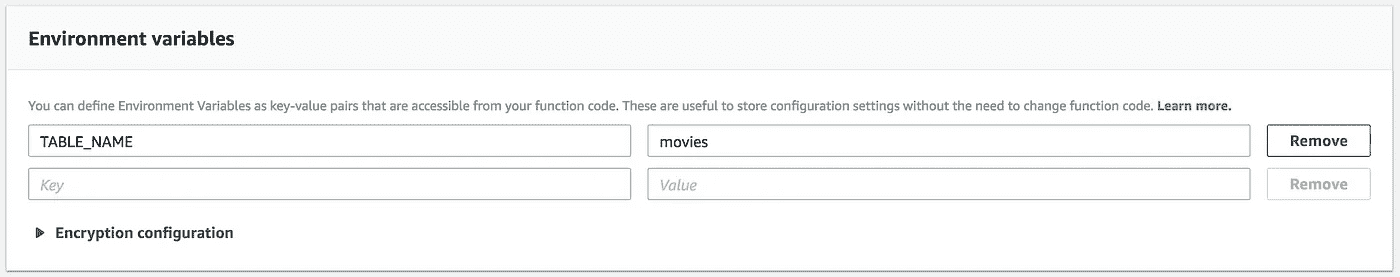 Environment variables
You can define Environment Variables as key-value pairs that are accessible from your function code. These are useful to store configuration settings without the need to change function code. Learn more.
TABLE_NAME movies Remove
Key Value Remove
Encryption configuration